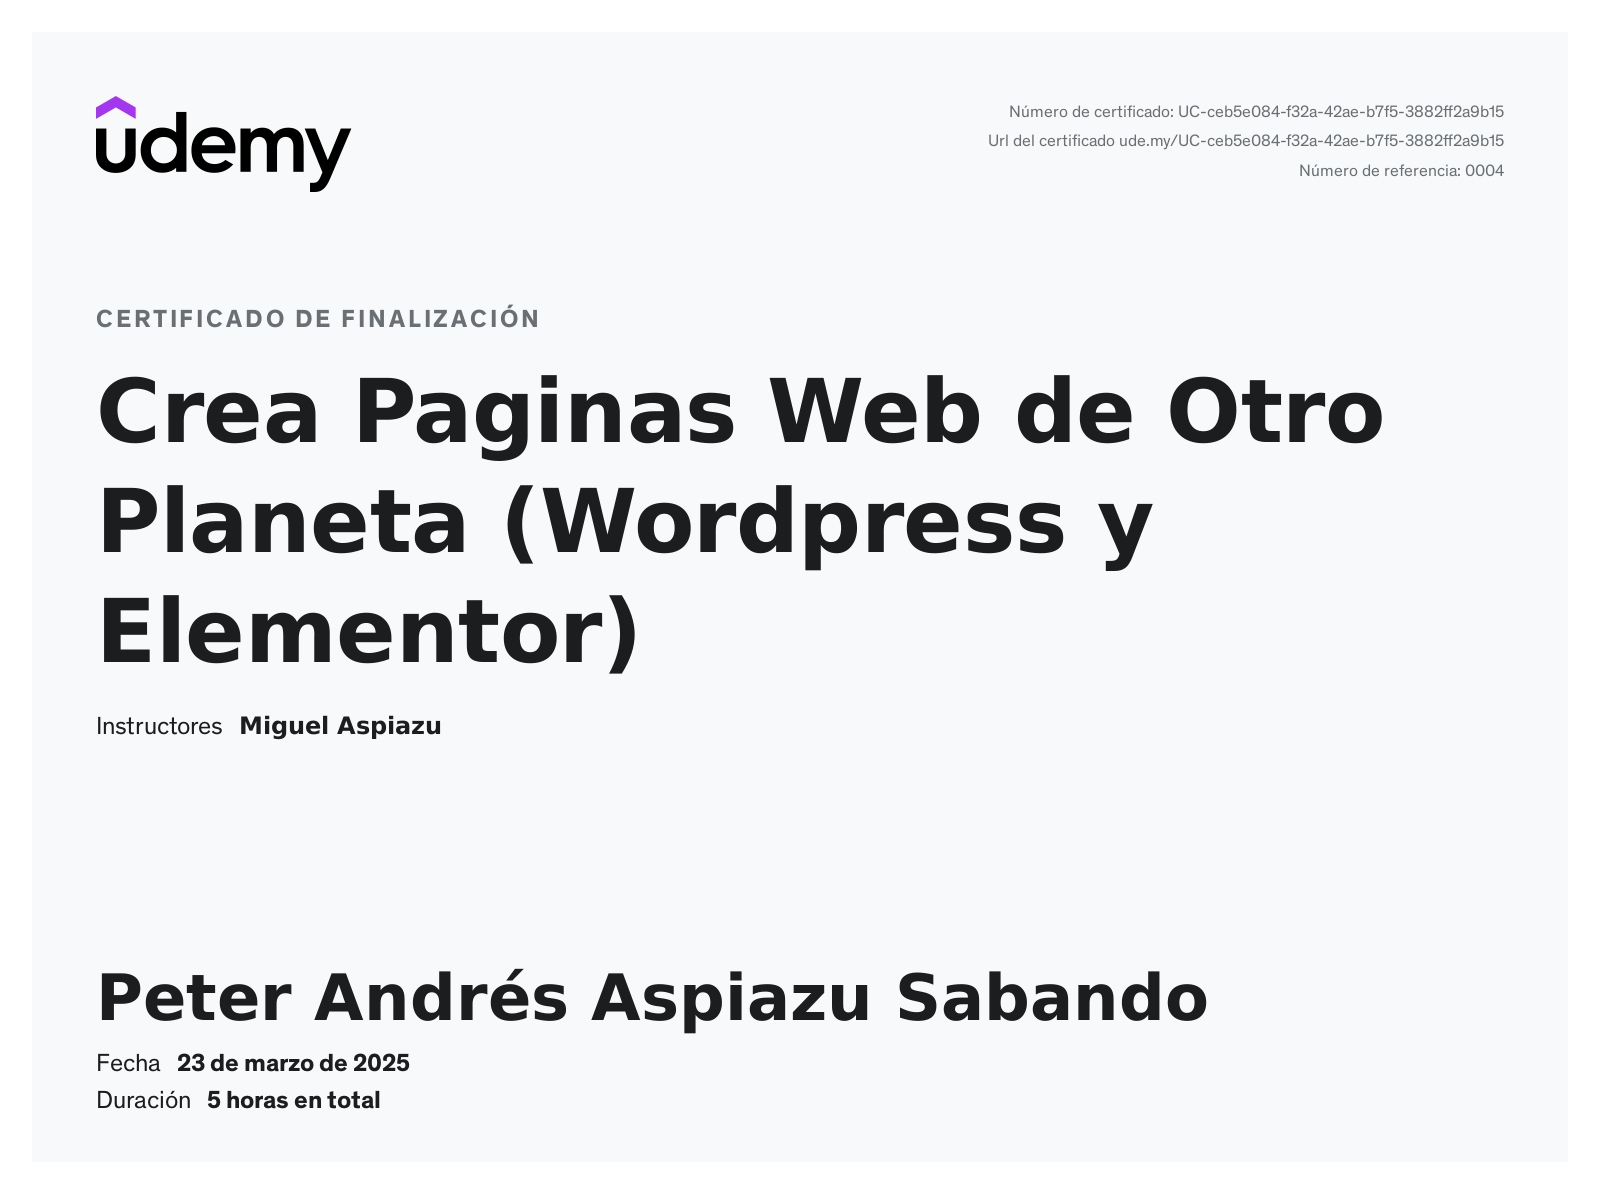 udemy
Número de certificado: UC-ceb5e084-f32a-42ae-b7f5-3882ff2a9b15
Url del certificado ude.my/UC-ceb5e084-f32a-42ae-b7f5-3882ff2a9b15
Número de referencia: 0004
CERTIFICADO DE FINALIZACIÓN
Crea Paginas Web de Otro
Planeta (Wordpress y
Elementor)
Instructores Miguel Aspiazu
Peter Andrés Aspiazu Sabando
Fecha 23 de marzo de 2025
Duración 5 horas en total